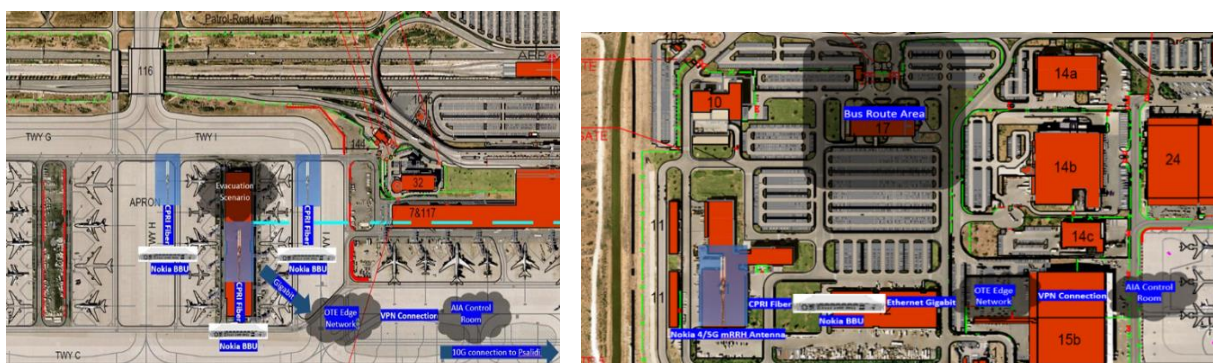 Patrol-Road w=4m
116
TWY G
TWY I
144
32
Evacuation
Scenario
APRON
7&117
CPRI Fiber
CPRI Fiber
Nokia BBU
Nokia BBU
CPRI Fiber
Gigabit
Nokia BBU
OTE Edge
Network
VPN Connection
AIA Control
Room
TWY C
10G connection to Psalidi
10
Bus Route Area
17
14a
14b
24
11
14c
11
CPRI Fiber
Ethernet Gigabit
Nokia BBU
Nokia 4/5G mRRH Antenna
OTE Edge
Network
VPN Connection
AIA Control
Room
15b